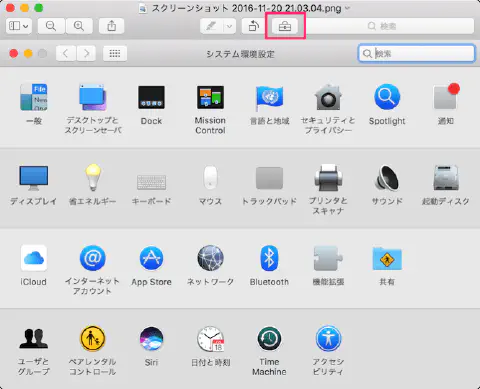 スクリーンショット 2016-11-20 21.03.04.png
検索
システム環境設定
検索
File
New
一般
デスクトップと
スクリーンセーバ
Dock
Mission
Control
言語と地域
セキュリティと
プライバシー
Spotlight
通知
ディスプレイ
省エネルギー
キーボード
マウス
トラックパッド
プリンタと
スキャナ
サウンド
起動ディスク
iCloud
インターネット
アカウント
App Store
ネットワーク
Bluetooth
機能拡張
共有
ユーザと
グループ
ペアレンタル
コントロール
Siri
18
日付と時刻
Time
Machine
アクセシ
ビリティ